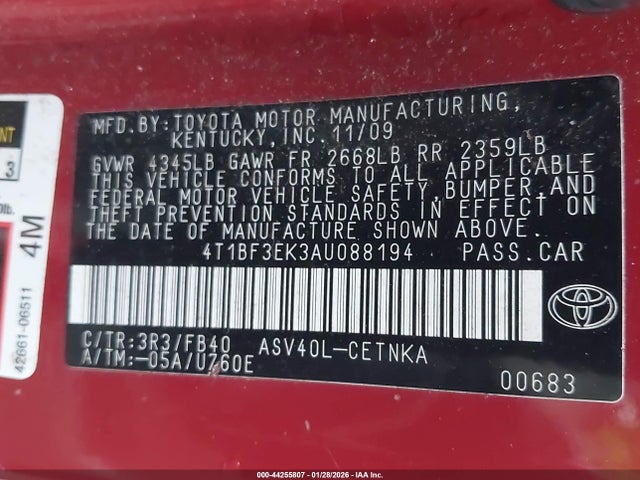 MFD. BY: TOYOTA MOTOR MANUFACTURING,
KENTUCKY, INC. 11/09
GVWR 4345LB GAWR FR 2668LB RR 2359LB
THIS VEHICLE CONFORMS TO ALL APPLICABLE
FEDERAL MOTOR VEHICLE SAFETY, BUMPER, AND
THEFT PREVENTION STANDARDS IN EFFECT ON
THE DATE OF MANUFACTURE SHOWN ABOVE.
4T1BF3EK3AU088194 PASS. CAR
C/TR: 3R3/FB40 ASV40L-CETNKA
A/TM: -05A/U760E
00683
TOYOTA
3
4M
42661-06511
000-44255807 - 01/28/2026 - IAA Inc.